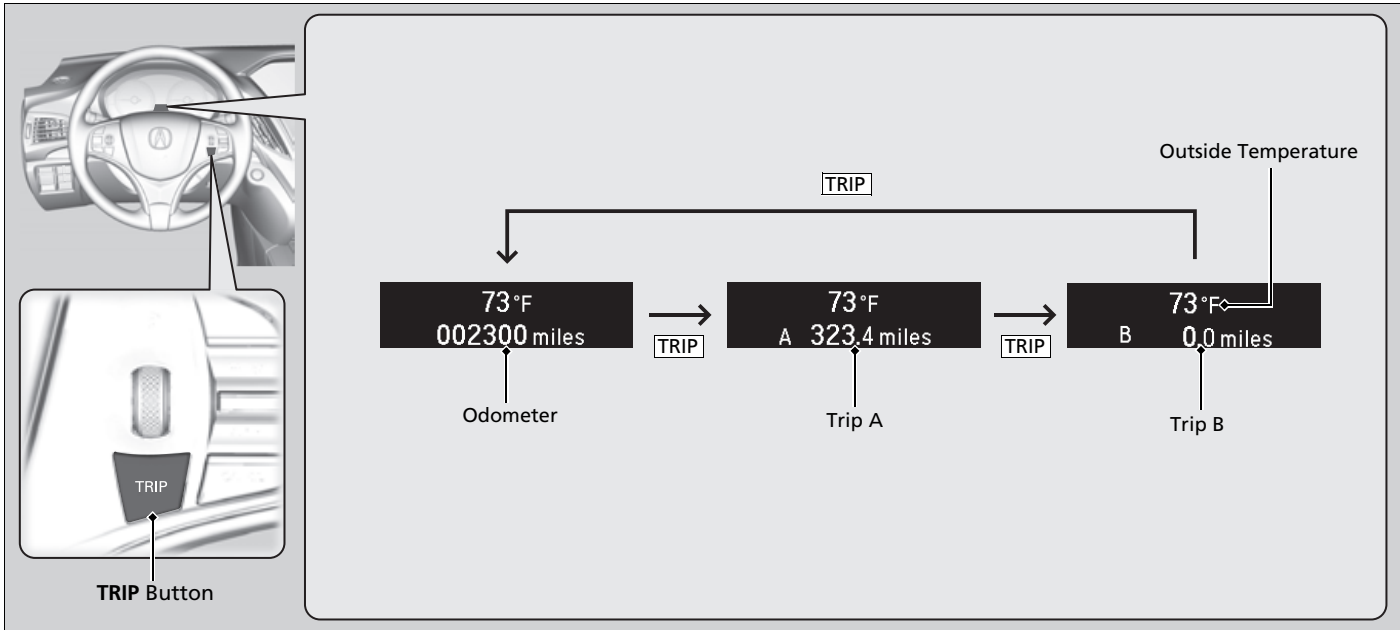 Outside Temperature
TRIP
73°F
002300 miles
TRIP
73°F
A 323.4 miles
TRIP
73°F
B 0.0 miles
Odometer
Trip A
Trip B
TRIP
TRIP Button